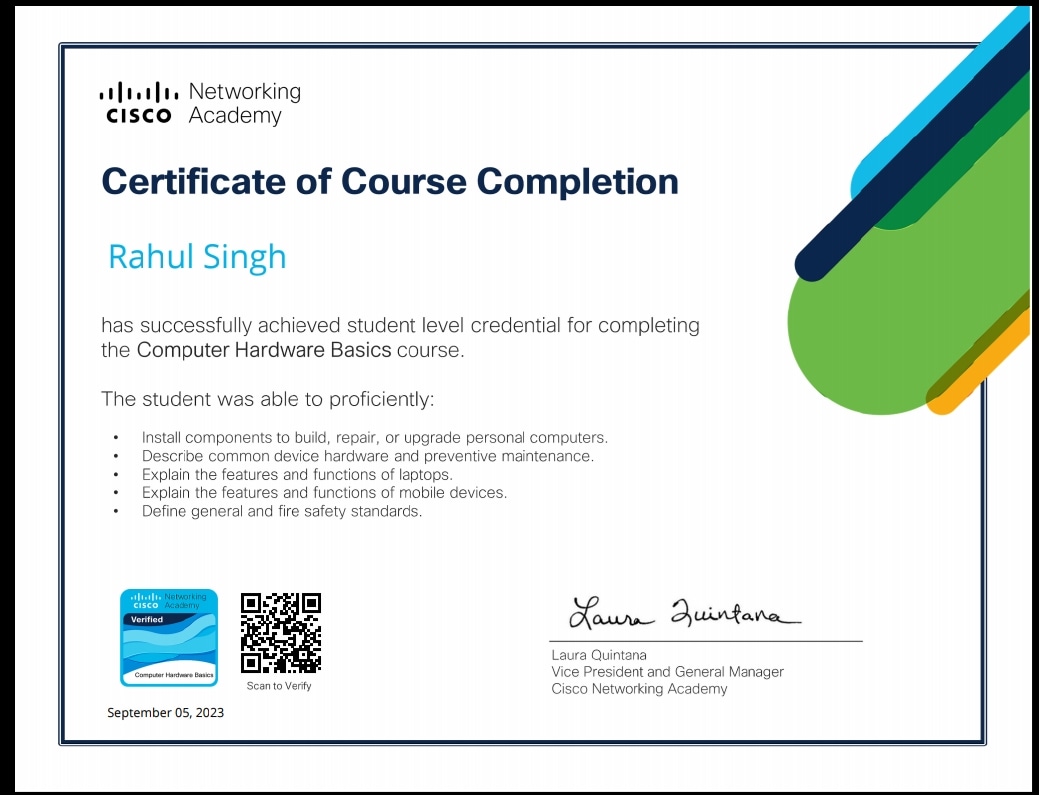 Networking
CISCO Academy
Certificate of Course Completion
Rahul Singh
has successfully achieved student level credential for completing
the Computer Hardware Basics course.
The student was able to proficiently:
• Install components to build, repair, or upgrade personal computers.
• Describe common device hardware and preventive maintenance.
• Explain the features and functions of laptops.
• Explain the features and functions of mobile devices.
• Define general and fire safety standards.
Networking
CISCO Academy
Verified
Computer Hardware Basics
Scan to Verify
September 05, 2023
Laura Quintana
Laura Quintana
Vice President and General Manager
Cisco Networking Academy